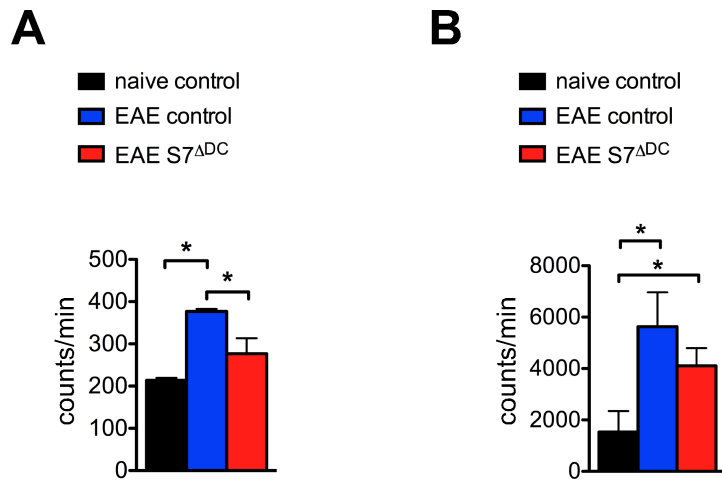 A
naive control
EAE control
EAE S7ΔDC
500
400
300
200
100
0
counts/min
*
*
B
naive control
EAE control
EAE S7ΔDC
8000
6000
4000
2000
0
counts/min
*
*